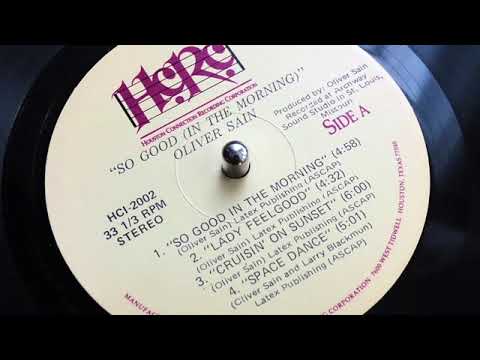 H.C.R.C.
HOUSTON CONNECTION RECORDING CORPORATION
"SO GOOD (IN THE MORNING)"
OLIVER SAIN
Produced by: Oliver Sain
Recorded at Archway
Sound Studio in St. Louis,
Missouri
SIDE A
HCI-2002
33 1/3 RPM
STEREO
1. "SO GOOD IN THE MORNING" (4:58)
(Oliver Sain) Latex Publishing (ASCAP)
2. "LADY FEELGOOD" (4:32)
(Oliver Sain) Latex Publishing (ASCAP)
3. "CRUISIN' ON SUNSET" (6:00)
(Oliver Sain) Latex Publishing (ASCAP)
4. "SPACE DANCE" (5:01)
(Oliver Sain and Larry Blackmun)
Latex Publishing (ASCAP)
MANUFAC
CORPORATION, 7600 WEST TIDWELL HOUSTON, TEXAS